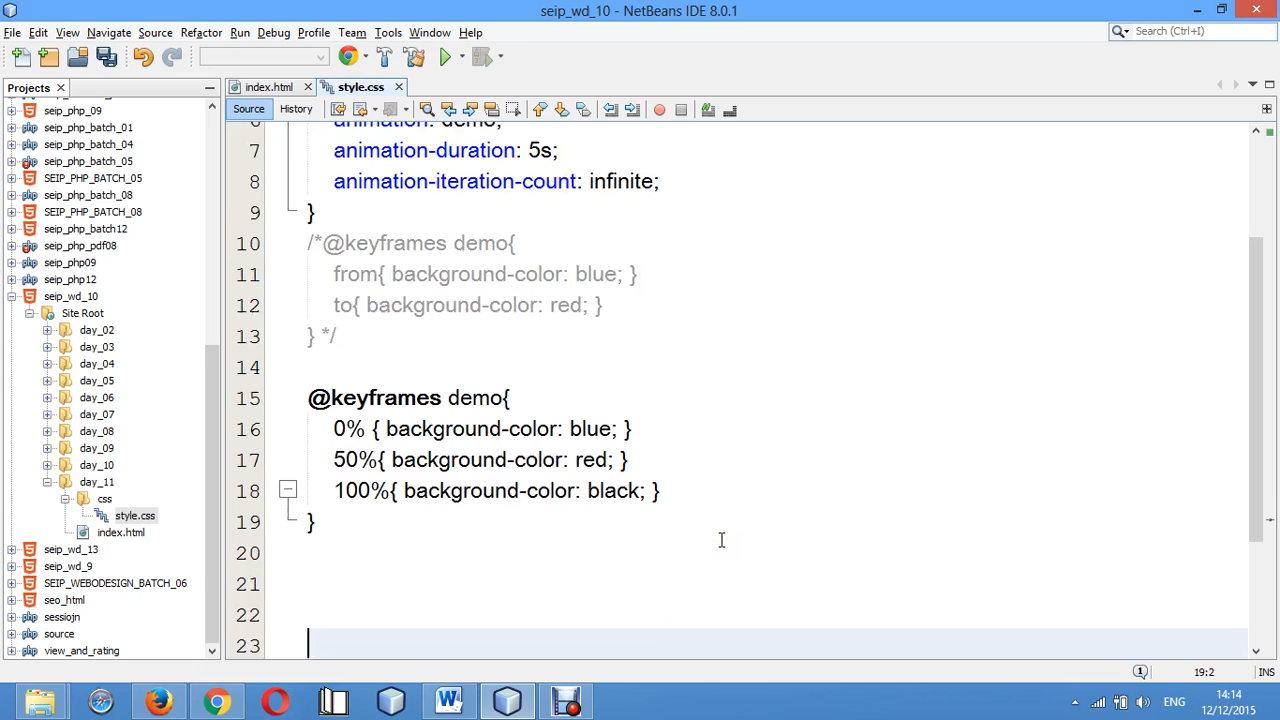 seip_wd_10 - NetBeans IDE 8.0.1
File Edit View Navigate Source Refactor Run Debug Profile Team Tools Window Help
Search (Ctrl+I)
Projects
index.html
style.css
Source
History
seip_php_09
seip_php_batch_01
seip_php_batch_04
seip_php_batch_05
SEIP_PHP_BATCH_05
seip_php_batch_08
SEIP_PHP_BATCH_08
seip_php_batch12
seip_php_pdf08
seip_php09
seip_php12
seip_wd_10
Site Root
day_02
day_03
day_04
day_05
day_06
day_07
day_08
day_09
day_10
day_11
css
style.css
index.html
seip_wd_13
seip_wd_9
SEIP_WEBODESIGN_BATCH_06
seo_html
sessiojn
source
view_and_rating
6 animation: demo;
7 animation-duration: 5s;
8 animation-iteration-count: infinite;
9 }
10 /*@keyframes demo{
11 from{ background-color: blue; }
12 to{ background-color: red; }
13 } */
14
15 @keyframes demo{
16 0% { background-color: blue; }
17 50%{ background-color: red; }
18 100%{ background-color: black; }
19 }
20
21
22
23
1
19:2
INS
ENG
14:14
12/12/2015